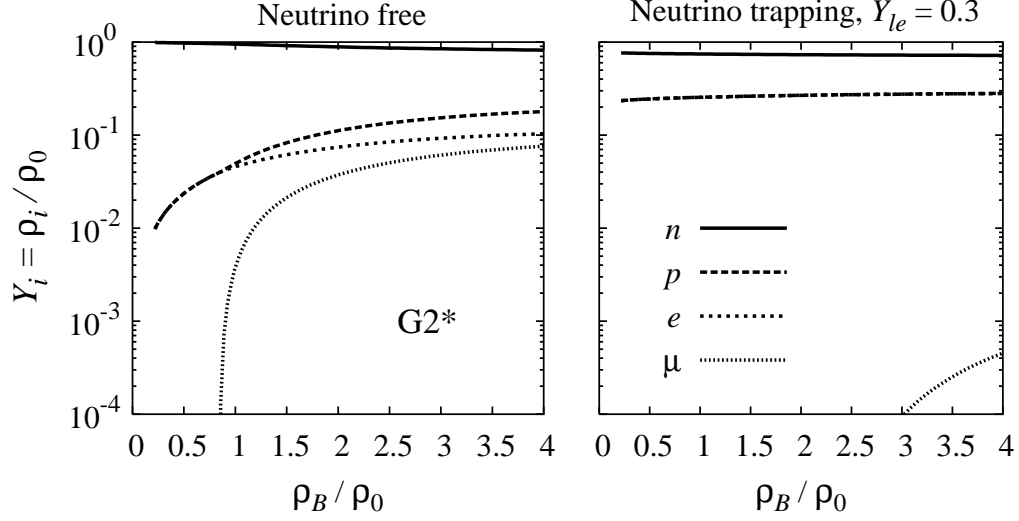 Neutrino free
Neutrino trapping, Y_{le} = 0.3
Y_i = ρ_i / ρ_0
10^0
10^{-1}
10^{-2}
10^{-3}
10^{-4}
G2*
n
p
e
μ
0 0.5 1 1.5 2 2.5 3 3.5 4
0 0.5 1 1.5 2 2.5 3 3.5 4
ρ_B / ρ_0
ρ_B / ρ_0